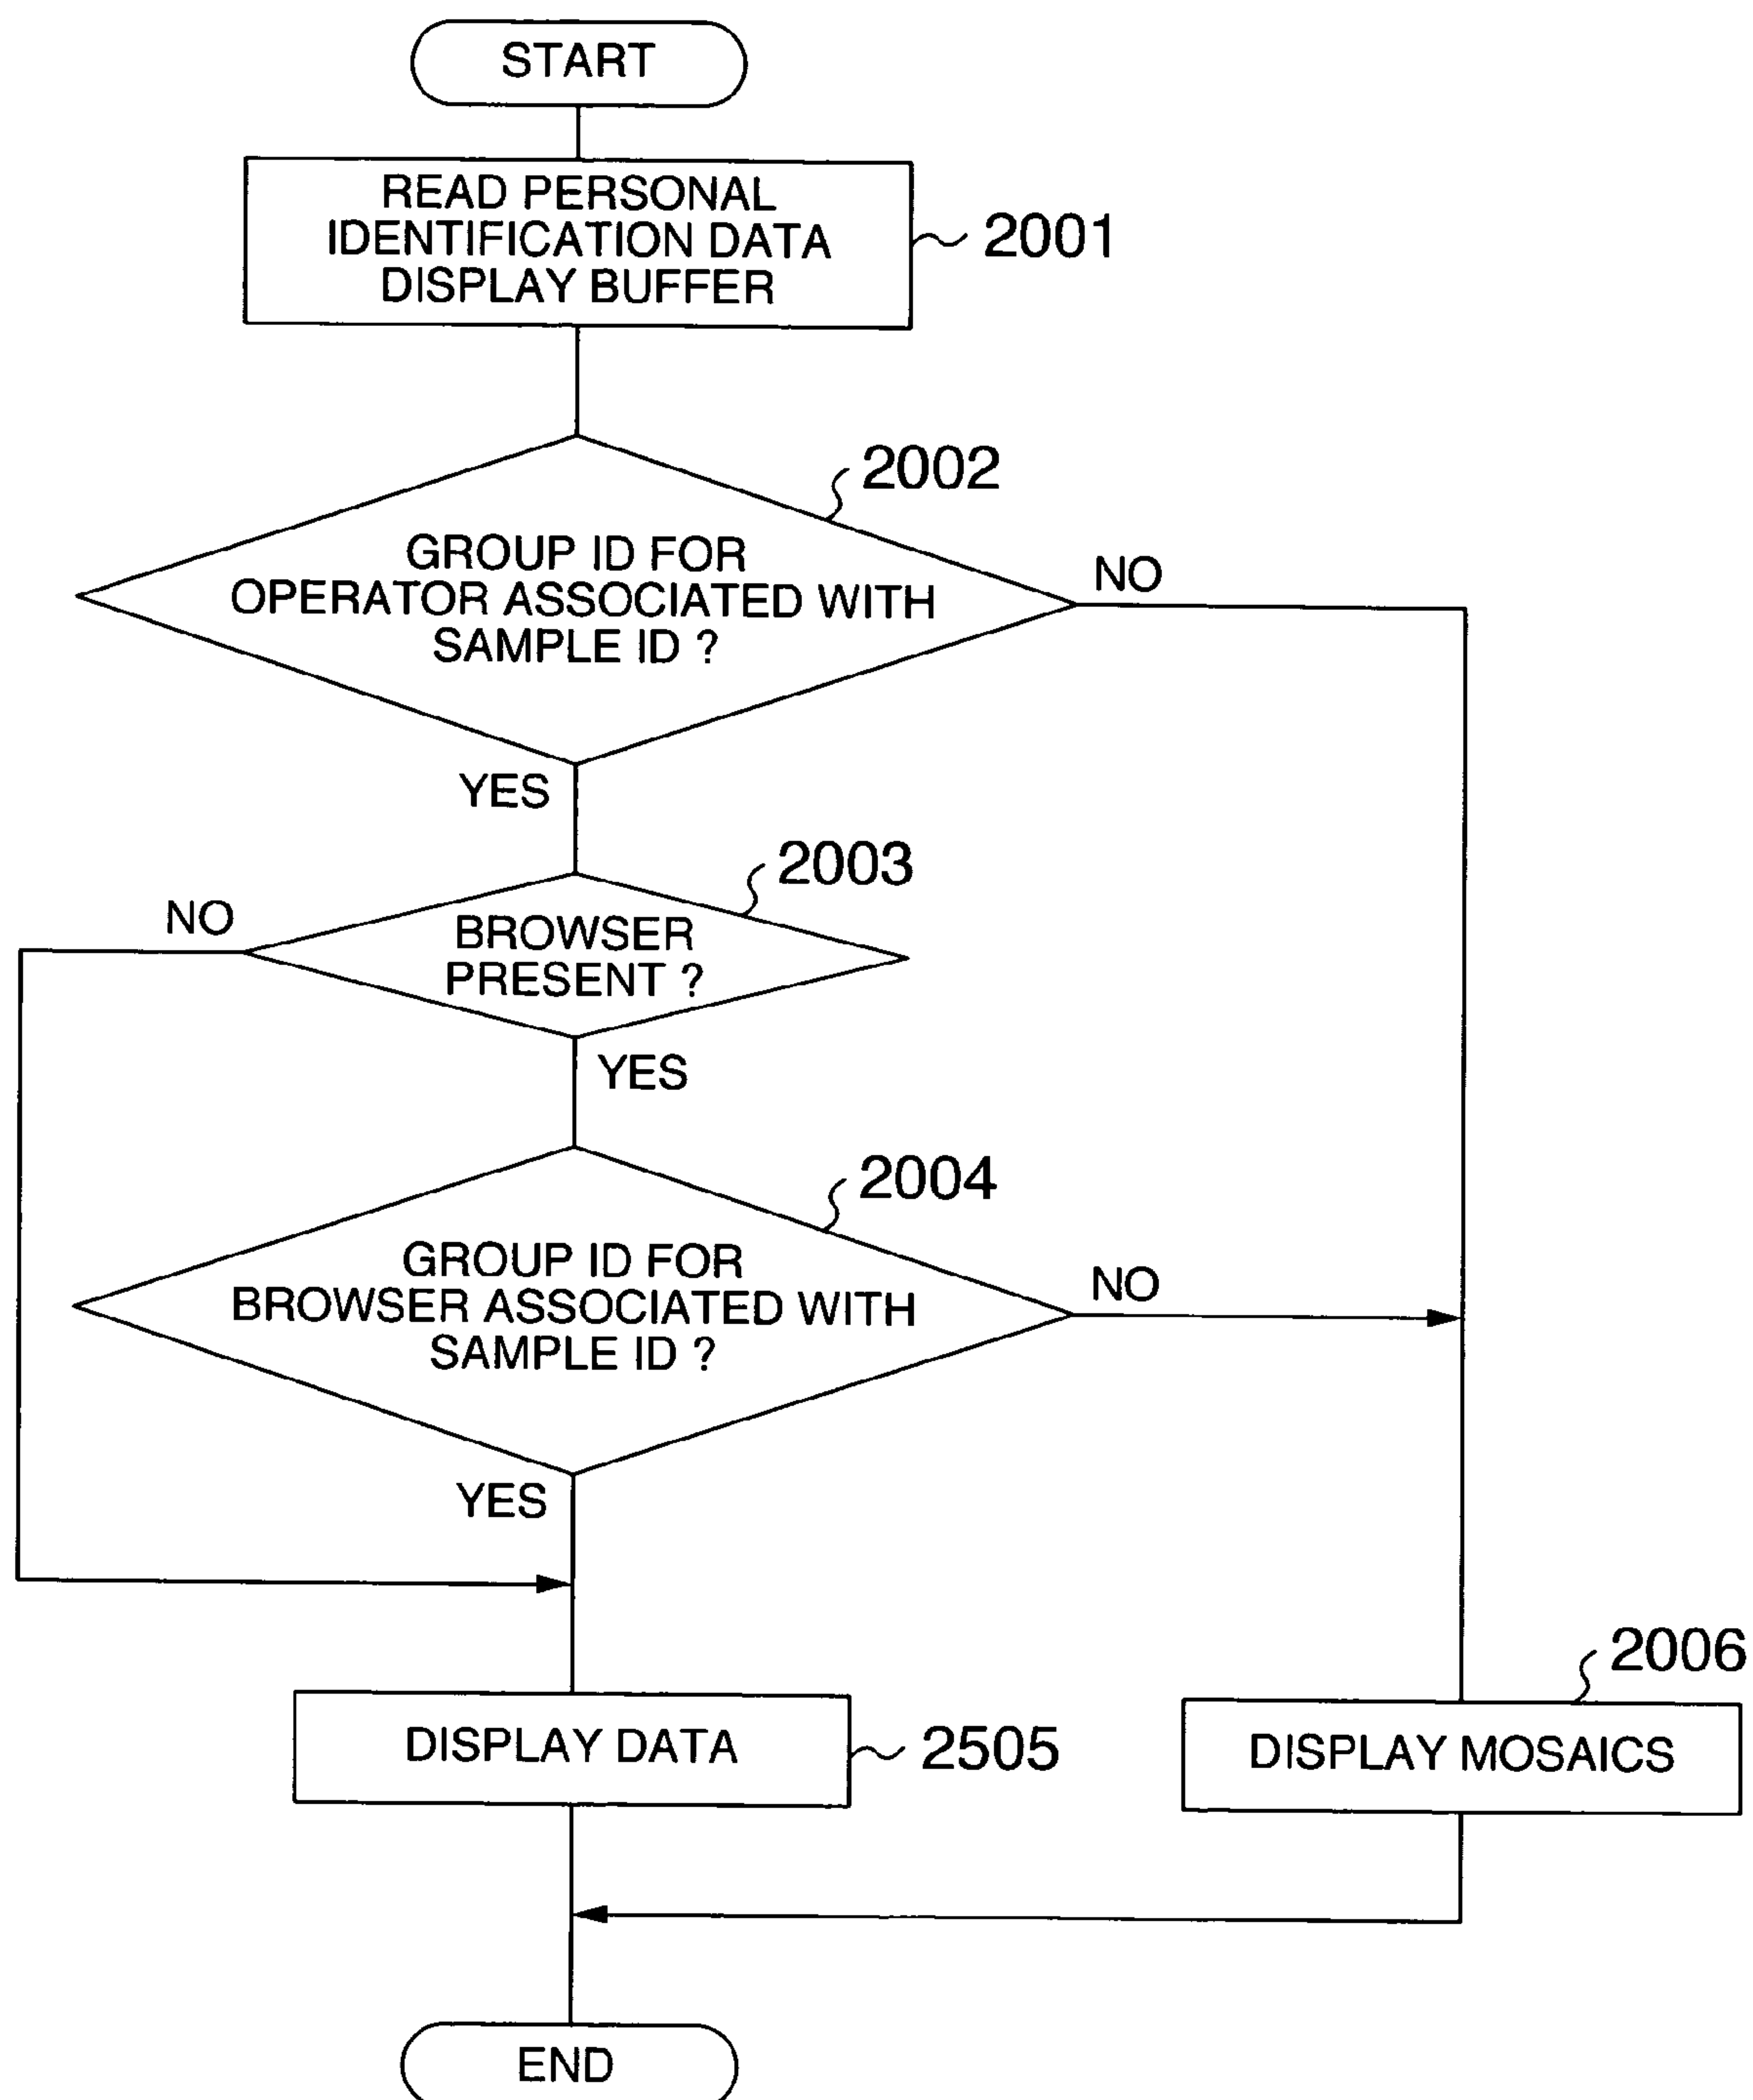 START
READ PERSONAL
IDENTIFICATION DATA
DISPLAY BUFFER
2001
2002
GROUP ID FOR
OPERATOR ASSOCIATED WITH
SAMPLE ID ?
NO
YES
2003
NO
BROWSER
PRESENT ?
YES
2004
GROUP ID FOR
BROWSER ASSOCIATED WITH
SAMPLE ID ?
NO
YES
2006
DISPLAY DATA
2505
DISPLAY MOSAICS
END